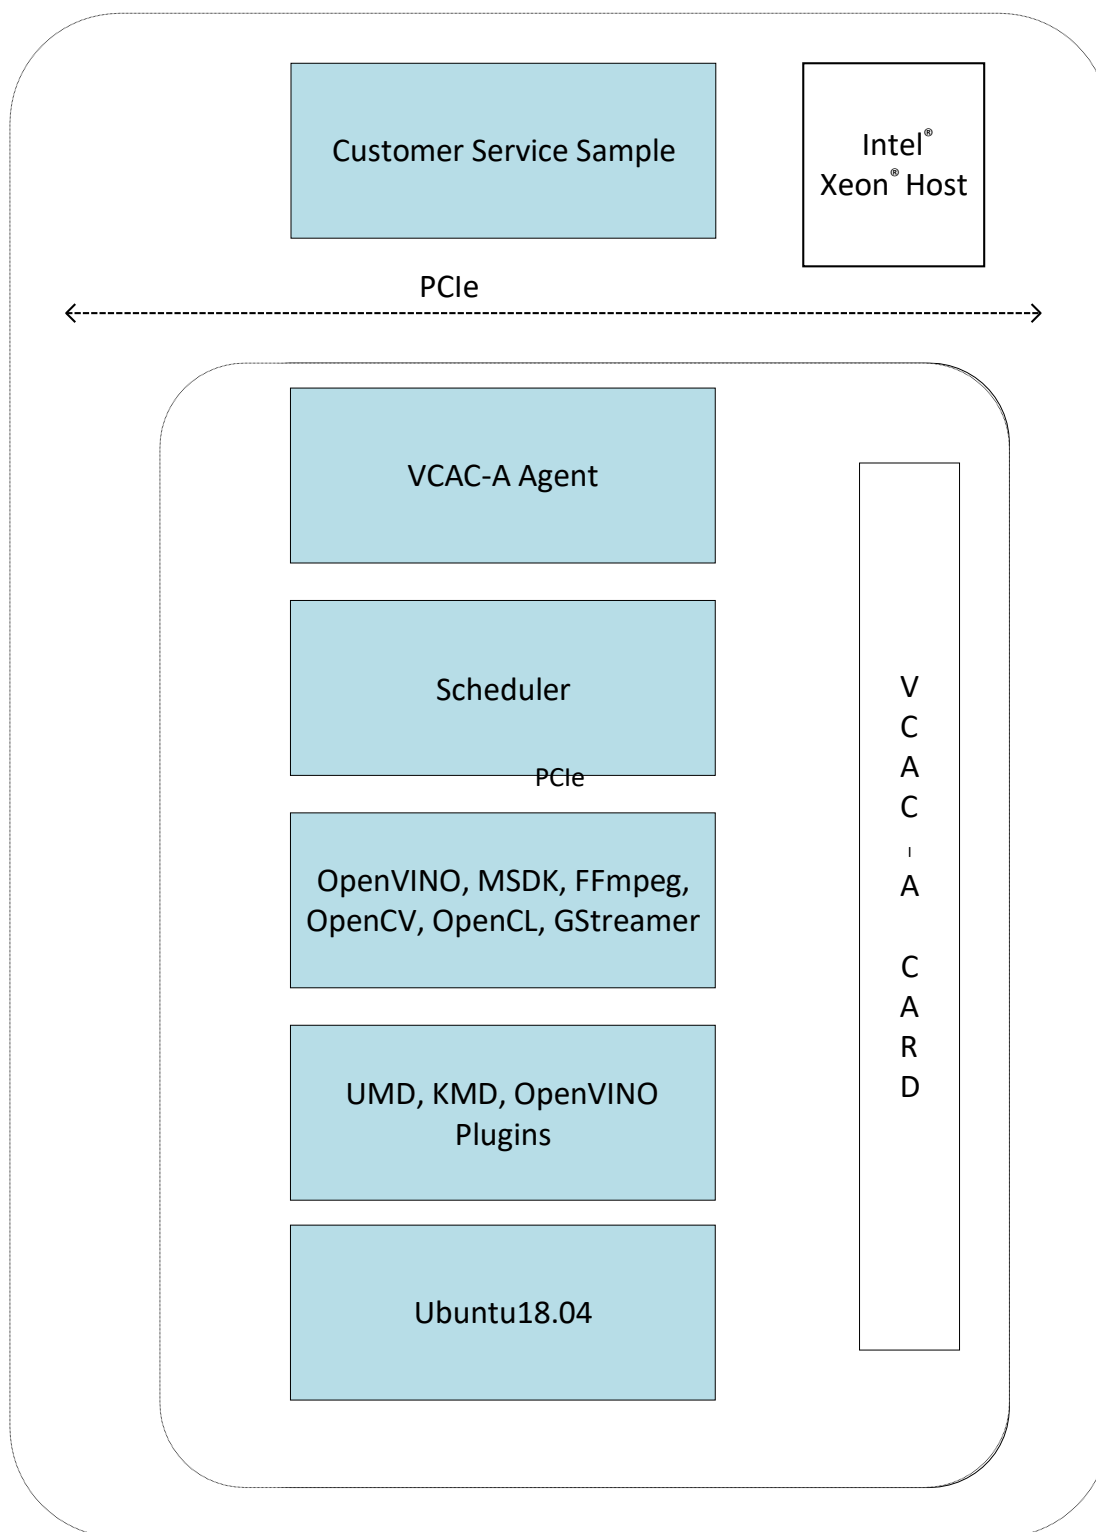 Customer Service Sample
Intel®
Xeon® Host
PCIe
VCAC-A Agent
Scheduler
PCIe
OpenVINO, MSDK, FFmpeg,
OpenCV, OpenCL, GStreamer
UMD, KMD, OpenVINO
Plugins
Ubuntu18.04
V
C
A
C
-
A
C
A
R
D